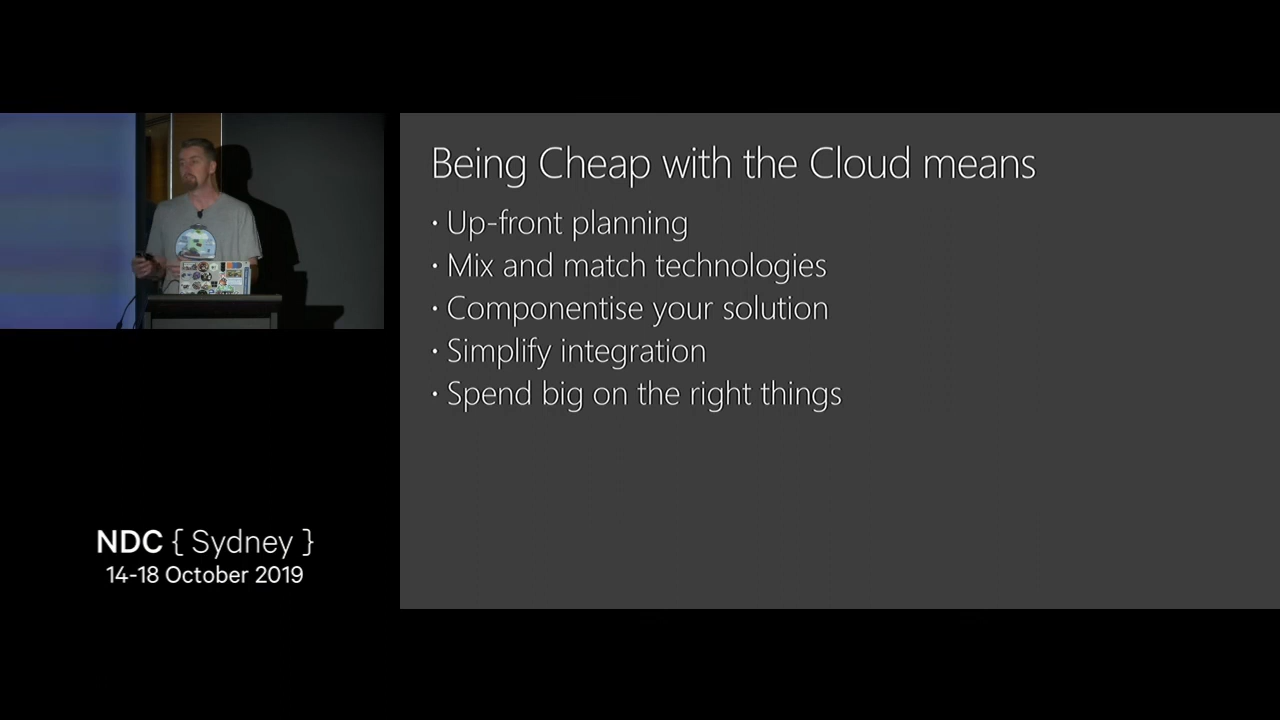 Being Cheap with the Cloud means
· Up-front planning
· Mix and match technologies
· Componentise your solution
· Simplify integration
· Spend big on the right things
NDC { Sydney }
14-18 October 2019